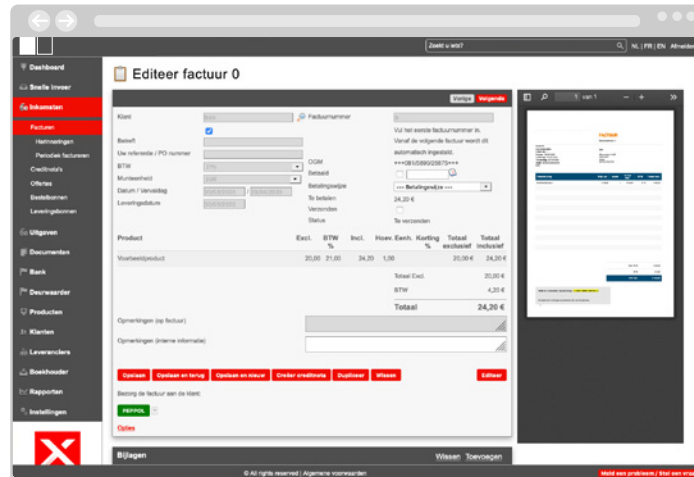 Zoekt u iets?
NL | FR | EN Afmelden
Dashboard
Snelle invoer
Inkomsten
Facturen
Herinneringen
Periodiek factureren
Creditnota's
Offertes
Bestelbonnen
Leveringsbonnen
Uitgaven
Documenten
Bank
Deurwaarder
Producten
Klanten
Leveranciers
Boekhouder
Rapporten
Instellingen
Editeer factuur 0
Vorige Volgende
Klant
Factuurnummer
Vul het eerste factuurnummer in.
Vanaf de volgende factuur wordt dit
automatisch ingesteld.
Betreft
Uw referentie / PO nummer
BTW
Munteenheid
Datum / Vervaldag
Leveringsdatum
OGM
Betaald
Betalingswijze
--- Betalingswijze ---
Te betalen
24,20 €
Verzonden
Status
Te verzenden
Product Excl. BTW % Incl. Hoev. Eenh. Korting % Totaal exclusief Totaal inclusief
Voorbeeldproduct 20,00 21,00 24,20 1,00 20,00 € 24,20 €
Totaal Excl. 20,00 €
BTW 4,20 €
Totaal 24,20 €
Opmerkingen (op factuur)
Opmerkingen (interne informatie)
Opslaan Opslaan en terug Opslaan en nieuw Creëer creditnota Dupliceer Wissen Editeer
Bezorg de factuur aan de klant:
PEPPOL
Opties
Bijlagen Wissen Toevoegen
1 van 1
FACTUUR
© All rights reserved | Algemene voorwaarden
Meld een probleem / Stel een vraag